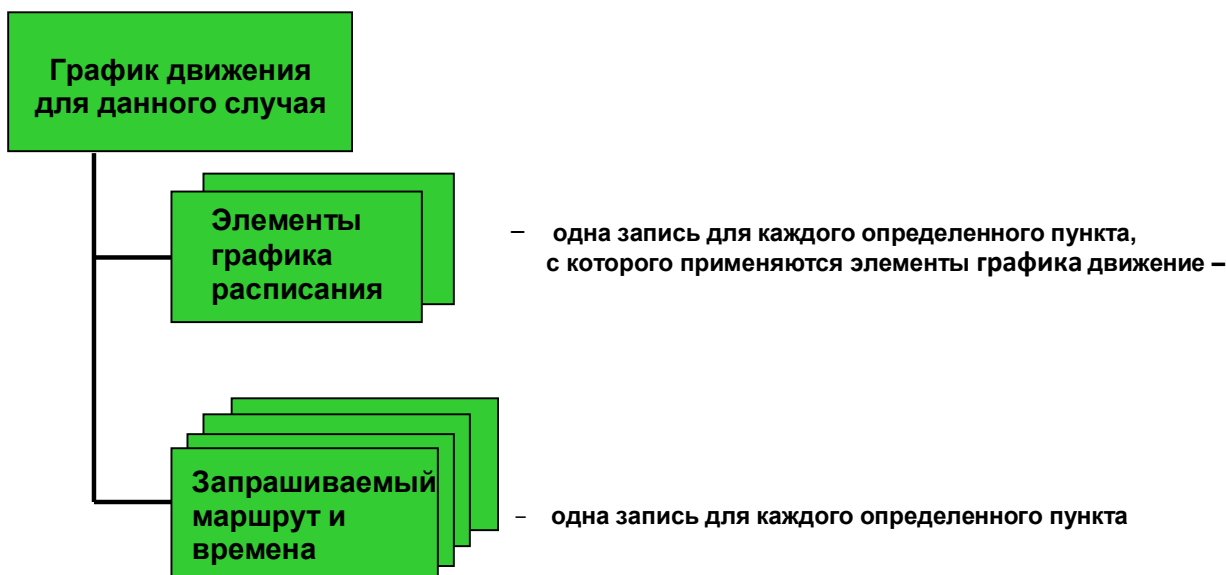 График движения
для данного случая
Элементы
графика
расписания
– одна запись для каждого определенного пункта,
с которого применяются элементы графика движение –
Запрашиваемый
маршрут и
времена
– одна запись для каждого определенного пункта